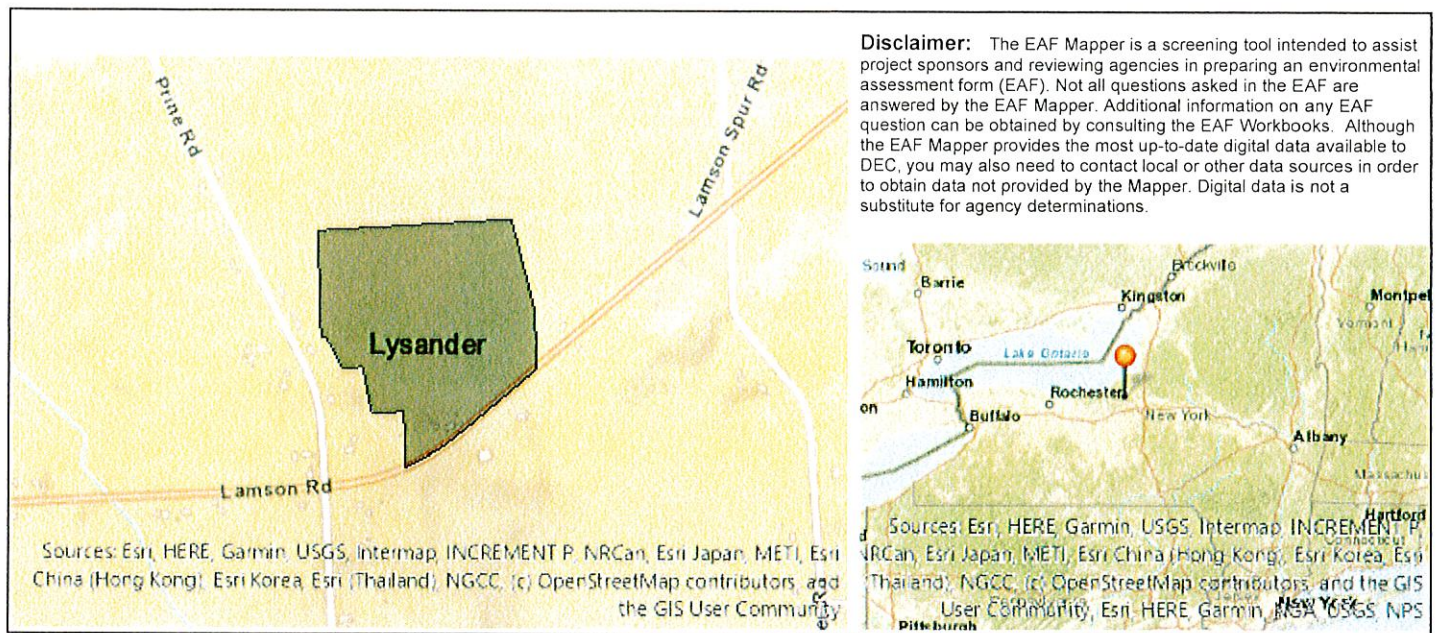 Disclaimer: The EAF Mapper is a screening tool intended to assist
project sponsors and reviewing agencies in preparing an environmental
assessment form (EAF). Not all questions asked in the EAF are
answered by the EAF Mapper. Additional information on any EAF
question can be obtained by consulting the EAF Workbooks. Although
the EAF Mapper provides the most up-to-date digital data available to
DEC, you may also need to contact local or other data sources in order
to obtain data not provided by the Mapper. Digital data is not a
substitute for agency determinations.
Prine Rd
Lamson Spur Rd
Lysander
Lamson Rd
Sources: Esri, HERE, Garmin, USGS, Intermap, INCREMENT P, NRCan, Esri Japan, METI, Esri
China (Hong Kong), Esri Korea, Esri (Thailand), NGCC, (c) OpenStreetMap contributors, and
the GIS User Community
Sound
Barrie
Brockville
Kingston
Montpel
Vermont
Toronto
Lake Ontario
Hamilton
Rochester
on
New York
Buffalo
Albany
Massachus
Hartford
Connecticut
Sources: Esri, HERE, Garmin, USGS, Intermap, INCREMENT P,
NRCan, Esri Japan, METI, Esri China (Hong Kong), Esri Korea, Esri
(Thailand), NGCC, (c) OpenStreetMap contributors, and the GIS
User Community, Esri, HERE, Garmin, NGA, USGS, NPS
New York
Pittsburgh